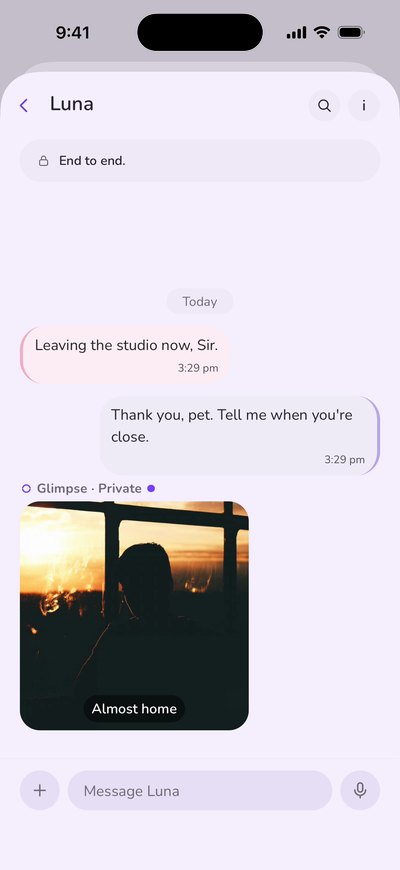 9:41
Luna
End to end.
Today
Leaving the studio now, Sir.
3:29 pm
Thank you, pet. Tell me when you're
close.
3:29 pm
Glimpse · Private
Almost home
Message Luna